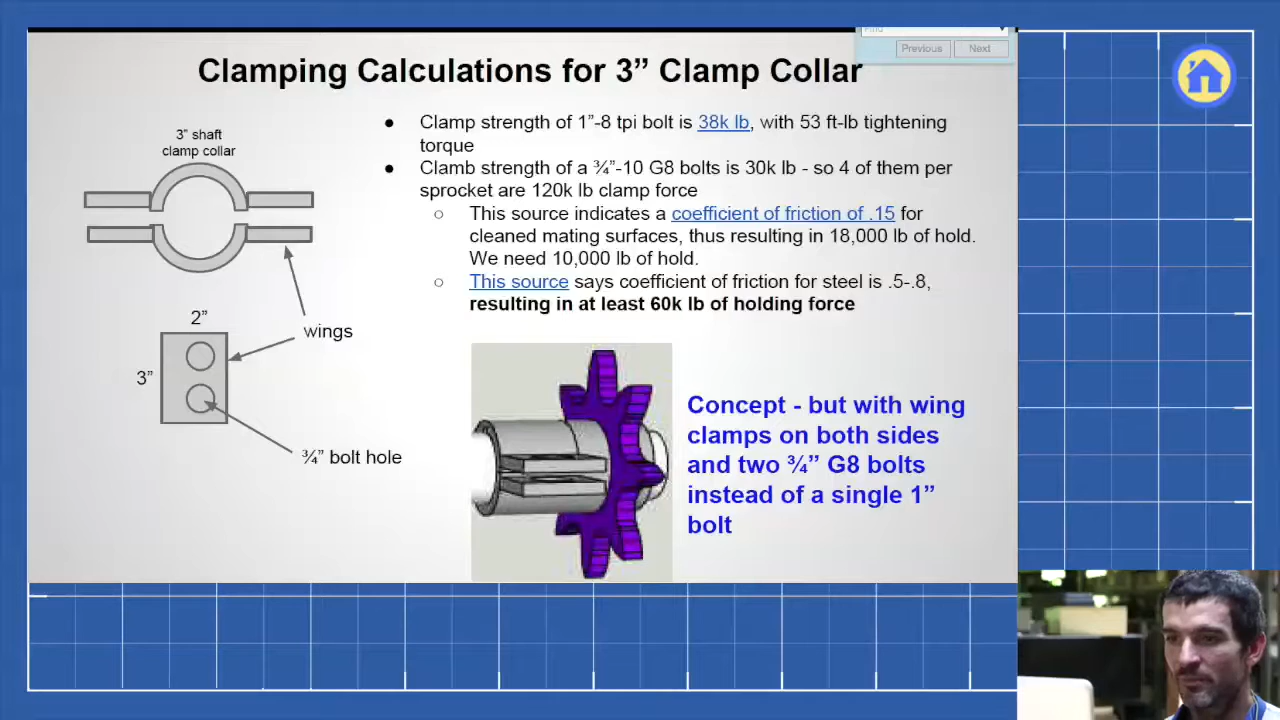 Find
Previous
Next
Clamping Calculations for 3” Clamp Collar
3” shaft
clamp collar
2”
wings
3”
¾” bolt hole
● Clamp strength of 1”-8 tpi bolt is 38k lb, with 53 ft-lb tightening
torque
● Clamb strength of a ¾”-10 G8 bolts is 30k lb - so 4 of them per
sprocket are 120k lb clamp force
○ This source indicates a coefficient of friction of .15 for
cleaned mating surfaces, thus resulting in 18,000 lb of hold.
We need 10,000 lb of hold.
○ This source says coefficient of friction for steel is .5-.8,
resulting in at least 60k lb of holding force
Concept - but with wing
clamps on both sides
and two ¾” G8 bolts
instead of a single 1”
bolt